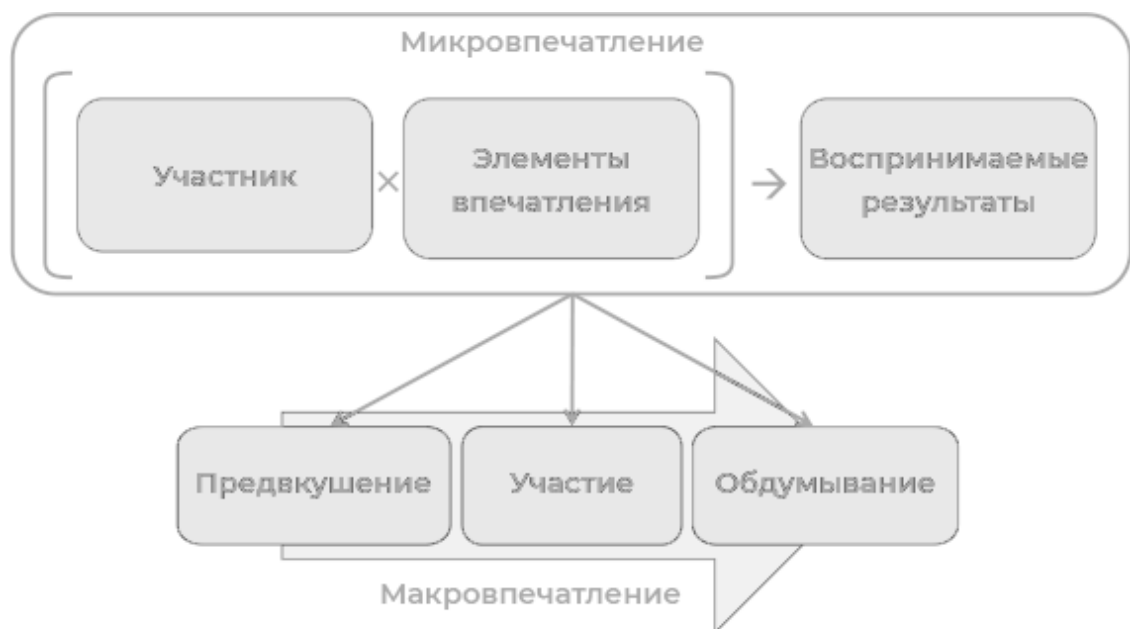 Микровпечатление
Участник
×
Элементы
впечатления
Воспринимаемые
результаты
Предвкушение
Участие
Обдумывание
Макровпечатление